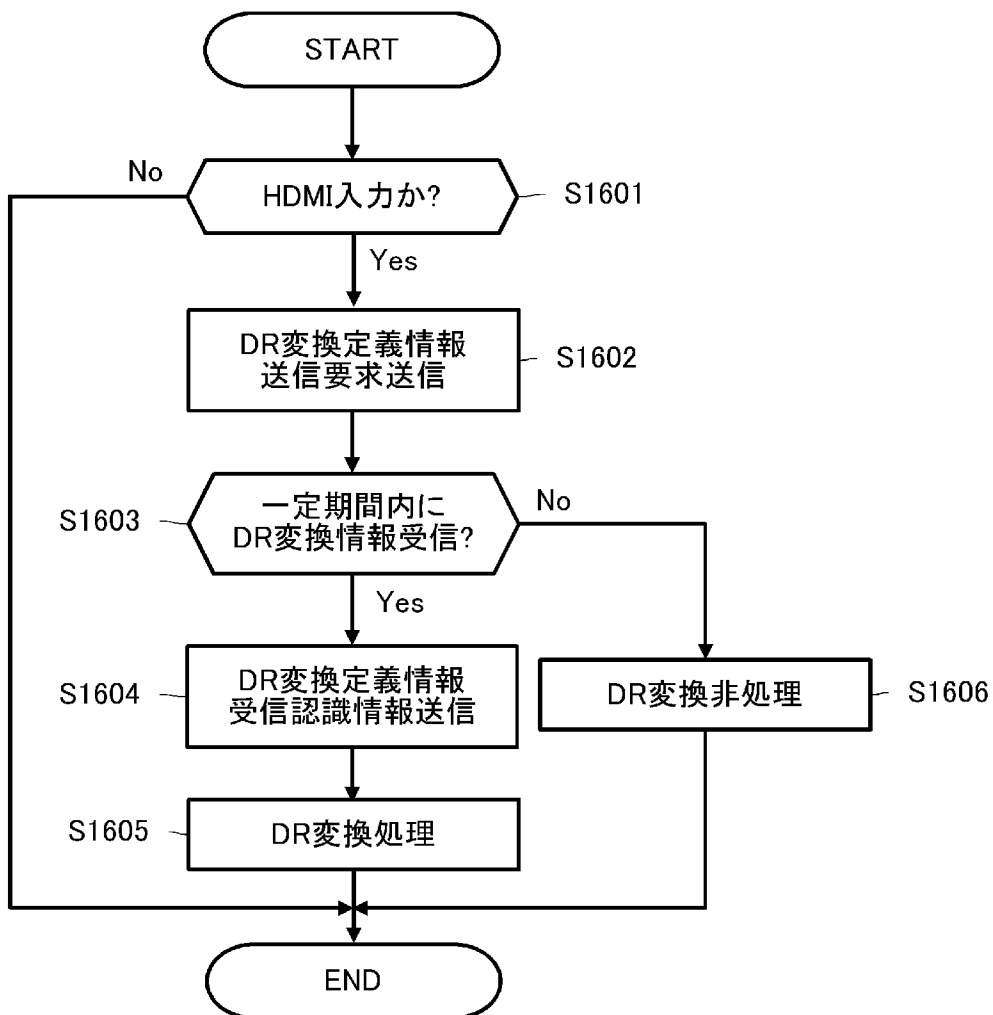 START
No
HDMI入力か?
S1601
Yes
DR変換定義情報
送信要求送信
S1602
一定期間内に
DR変換情報受信?
S1603
No
Yes
DR変換定義情報
受信認識情報送信
S1604
DR変換非処理
S1606
DR変換処理
S1605
END